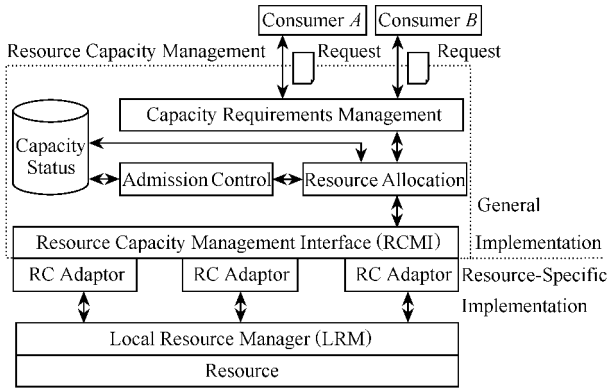 Consumer A
Consumer B
Resource Capacity Management
Request
Request
Capacity Requirements Management
Capacity
Status
Admission Control
Resource Allocation
General
Implementation
Resource Capacity Management Interface (RCMI)
RC Adaptor
RC Adaptor
RC Adaptor
Resource-Specific
Implementation
Local Resource Manager (LRM)
Resource